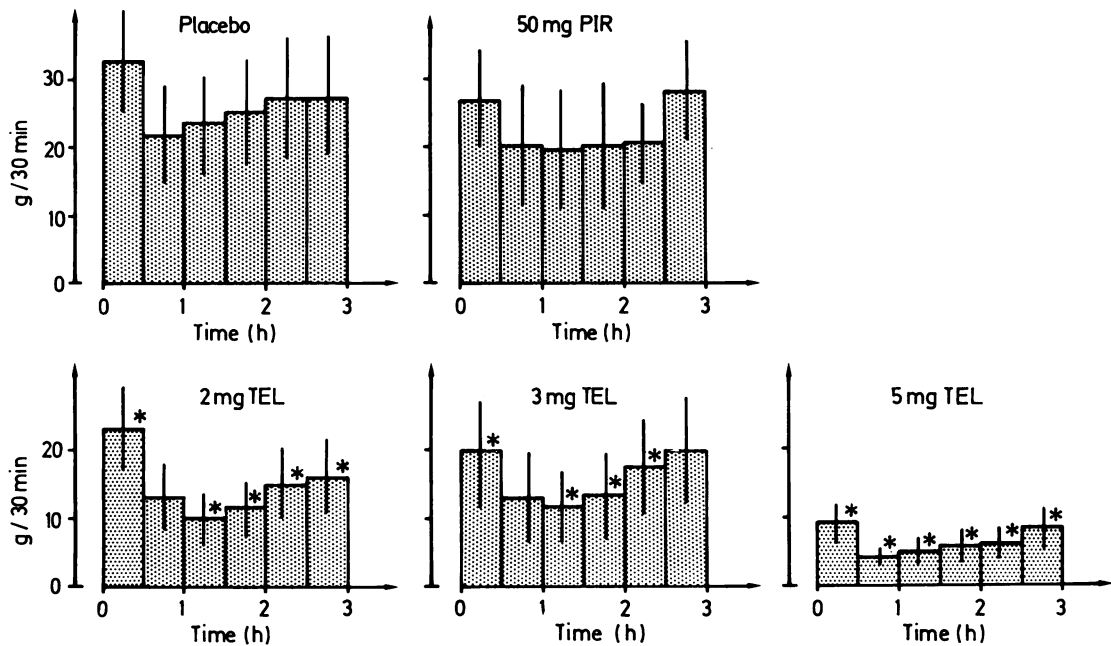 Placebo
g/30 min
30
20
10
0
0 1 2 3
Time (h)
50 mg PIR
0 1 2 3
Time (h)
2 mg TEL
g/30 min
20
10
0
* * * * *
0 1 2 3
Time (h)
3 mg TEL
* * * *
0 1 2 3
Time (h)
5 mg TEL
* * * * * *
0 1 2 3
Time (h)